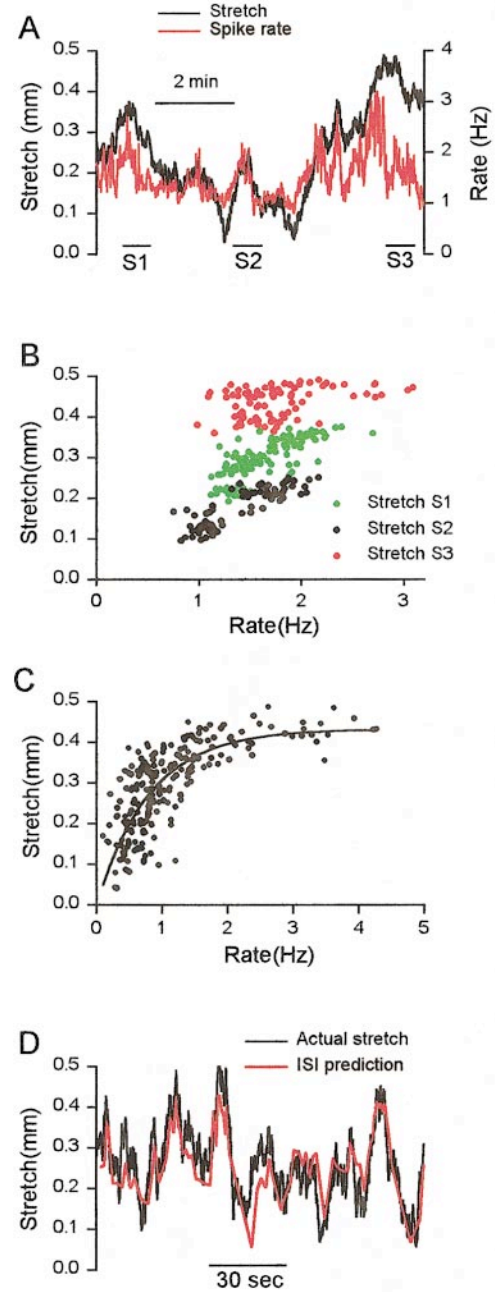 A
Stretch
Spike rate
0.5
0.4
0.3
0.2
0.1
0.0
Stretch (mm)
2 min
4
3
2
1
0
Rate (Hz)
S1
S2
S3
B
0.5
0.4
0.3
0.2
0.1
0.0
Stretch(mm)
Stretch S1
Stretch S2
Stretch S3
0
1
2
3
Rate(Hz)
C
0.5
0.4
0.3
0.2
0.1
0.0
Stretch(mm)
0
1
2
3
4
5
Rate(Hz)
D
Actual stretch
ISI prediction
0.5
0.4
0.3
0.2
0.1
0.0
Stretch(mm)
30 sec